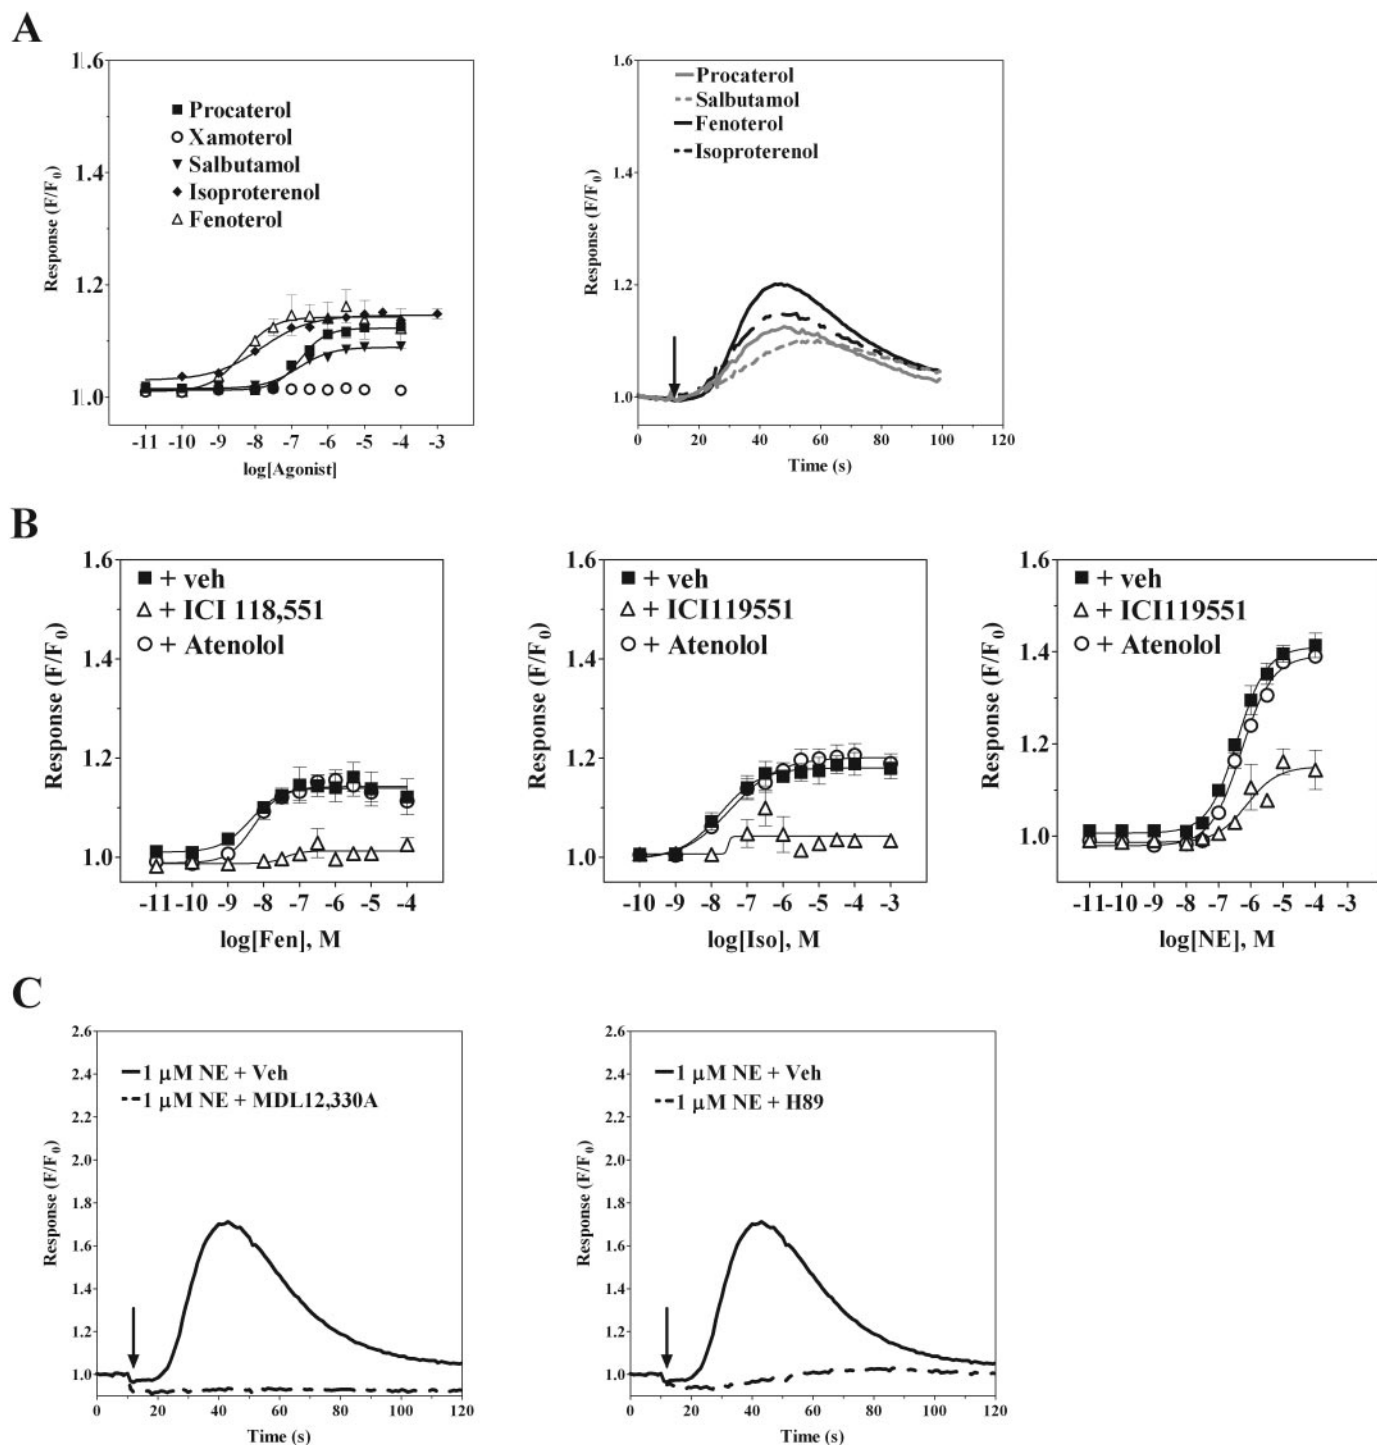 A
1.6
1.4
1.2
1.0
Response (F/F0)
Procaterol
Xamoterol
Salbutamol
Isoproterenol
Fenoterol
-11 -10 -9 -8 -7 -6 -5 -4 -3
log[Agonist]
1.6
1.4
1.2
1.0
Response (F/F0)
Procaterol
Salbutamol
Fenoterol
Isoproterenol
0 20 40 60 80 100 120
Time (s)
B
1.6
1.4
1.2
1.0
Response (F/F0)
+ veh
+ ICI 118,551
+ Atenolol
-11 -10 -9 -8 -7 -6 -5 -4
log[Fen], M
1.6
1.4
1.2
1.0
Response (F/F0)
+ veh
+ ICI119551
+ Atenolol
-10 -9 -8 -7 -6 -5 -4 -3
log[Iso], M
1.6
1.4
1.2
1.0
Response (F/F0)
+ veh
+ ICI119551
+ Atenolol
-11 -10 -9 -8 -7 -6 -5 -4 -3
log[NE], M
C
2.6
2.4
2.2
2.0
1.8
1.6
1.4
1.2
1.0
Response (F/F0)
1 μM NE + Veh
1 μM NE + MDL12,330A
0 20 40 60 80 100 120
Time (s)
2.6
2.4
2.2
2.0
1.8
1.6
1.4
1.2
1.0
Response (F/F0)
1 μM NE + Veh
1 μM NE + H89
0 20 40 60 80 100 120
Time (s)